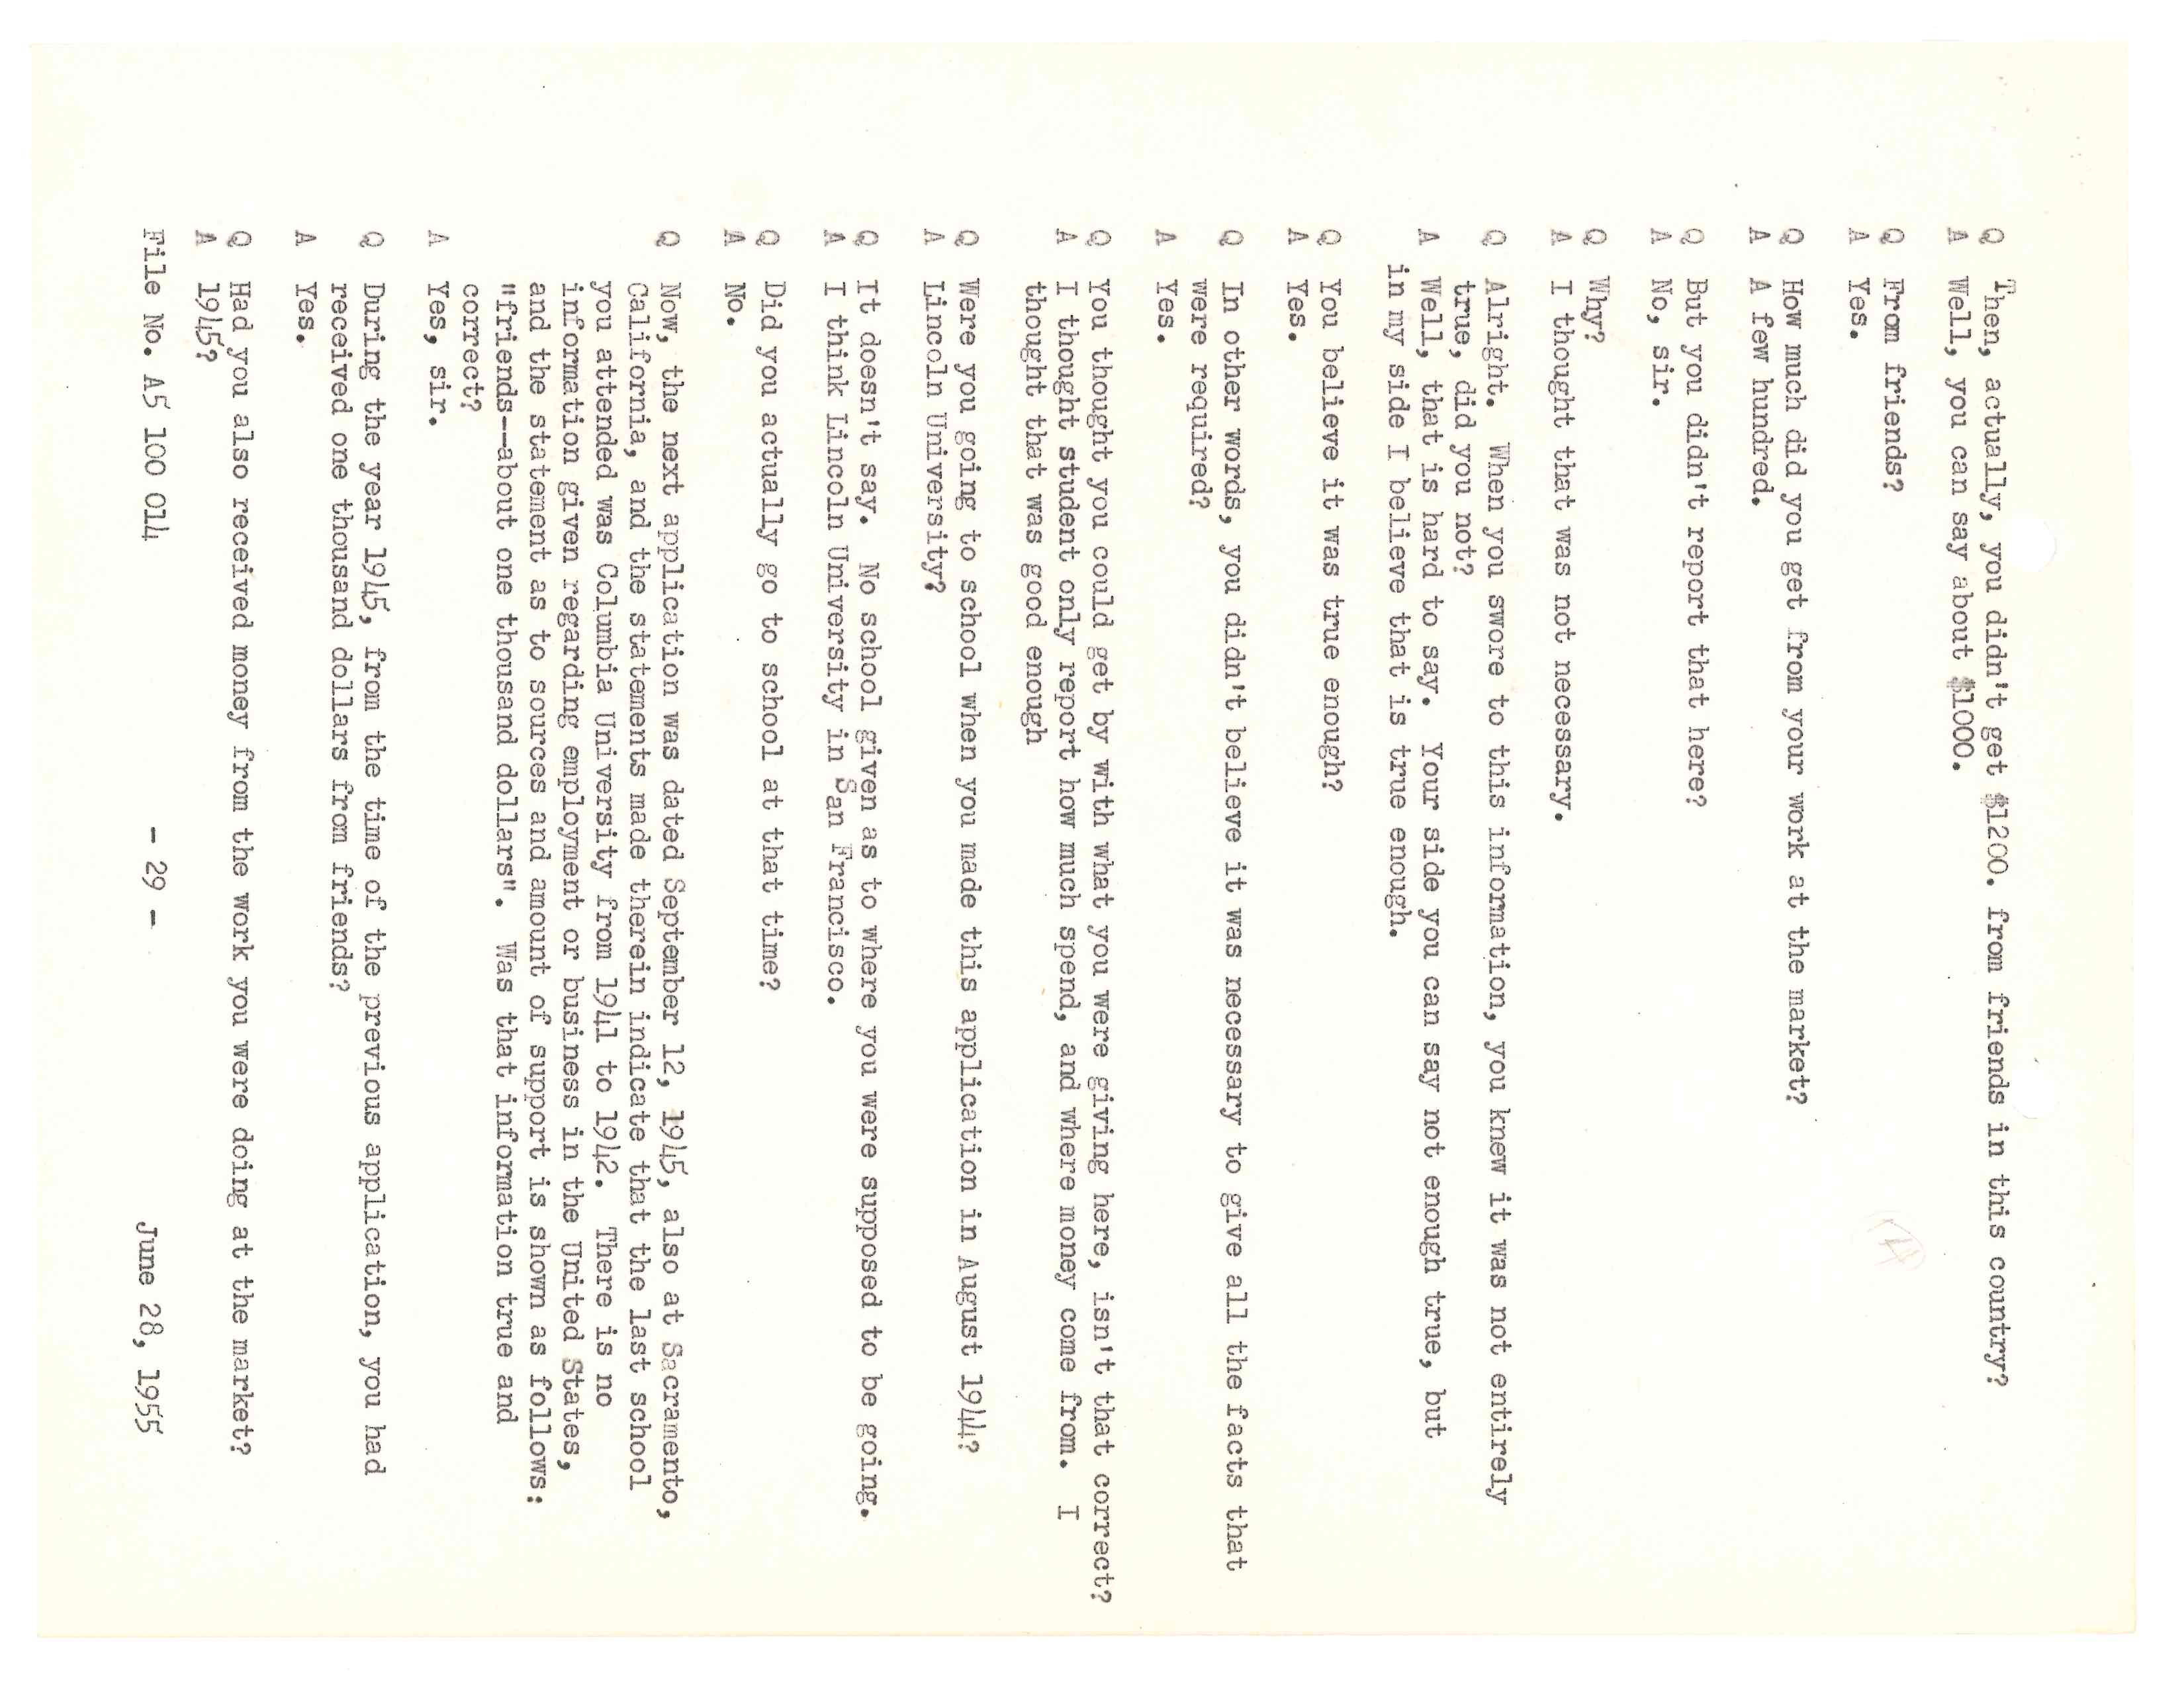 Q Then, actually, you didn't get $1200. from friends in this country?
A Well, you can say about $1000.
Q From friends?
A Yes.
Q How much did you get from your work at the market?
A A few hundred.
Q But you didn't report that here?
A No, sir.
Q Why?
A I thought that was not necessary.
Q Alright. When you swore to this information, you knew it was not entirely
true, did you not?
A Well, that is hard to say. Your side you can say not enough true, but
in my side I believe that is true enough.
Q You believe it was true enough?
A Yes.
Q In other words, you didn't believe it was necessary to give all the facts that
were required?
A Yes.
Q You thought you could get by with what you were giving here, isn't that correct?
A I thought student only report how much spend, and where money come from. I
thought that was good enough
Q Were you going to school when you made this application in August 1944?
A Lincoln University?
Q It doesn't say. No school given as to where you were supposed to be going.
A I think Lincoln University in San Francisco.
Q Did you actually go to school at that time?
A No.
Q Now, the next application was dated September 12, 1945, also at Sacramento,
California, and the statements made therein indicate that the last school
you attended was Columbia University from 1941 to 1942. There is no
information given regarding employment or business in the United States,
and the statement as to sources and amount of support is shown as follows:
"friends--about one thousand dollars". Was that information true and
correct?
A Yes, sir.
Q During the year 1945, from the time of the previous application, you had
received one thousand dollars from friends?
A Yes.
Q Had you also received money from the work you were doing at the market?
A 1945?
File No. A5 100 014 - 29 - June 28, 1955